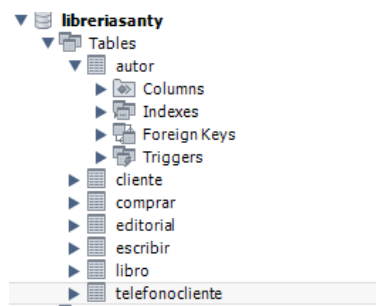 libreriasanty
Tables
autor
Columns
Indexes
Foreign Keys
Triggers
cliente
comprar
editorial
escribir
libro
telefonocliente